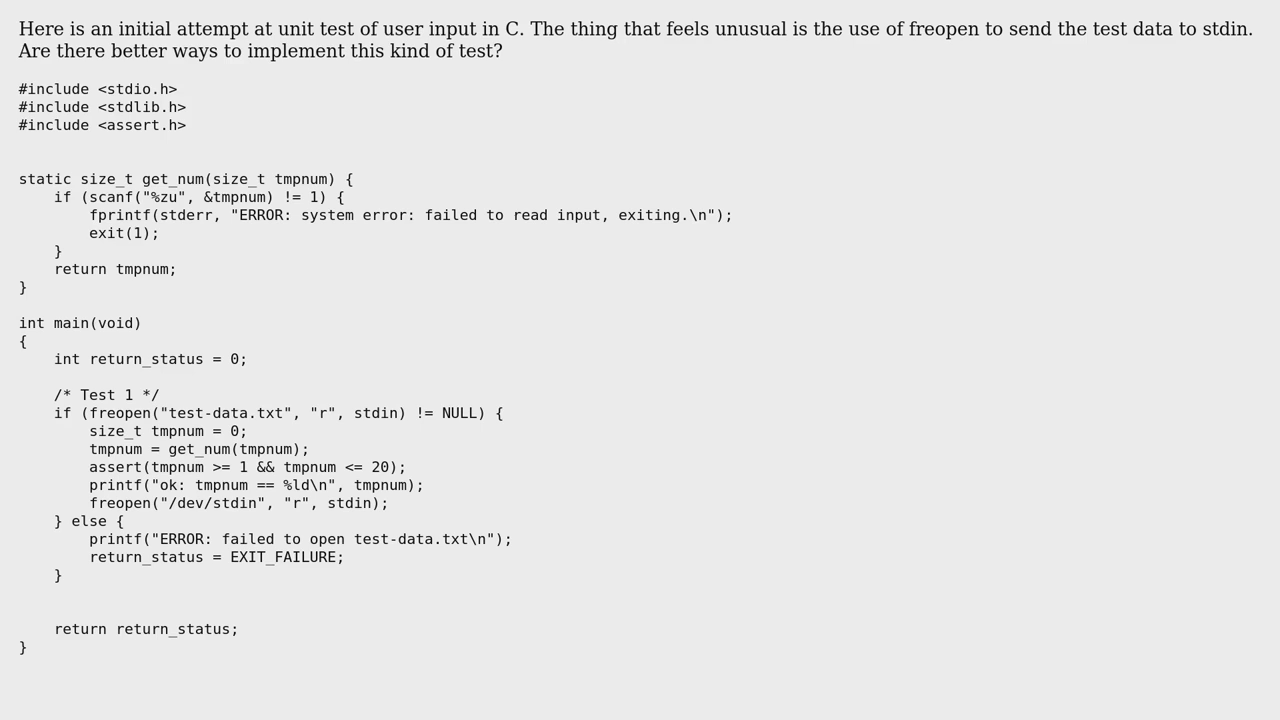 Here is an initial attempt at unit test of user input in C. The thing that feels unusual is the use of freopen to send the test data to stdin.
Are there better ways to implement this kind of test?
#include <stdio.h>
#include <stdlib.h>
#include <assert.h>
static size_t get_num(size_t tmpnum) {
    if (scanf("%zu", &tmpnum) != 1) {
        fprintf(stderr, "ERROR: system error: failed to read input, exiting.\n");
        exit(1);
    }
    return tmpnum;
}
int main(void)
{
    int return_status = 0;
    /* Test 1 */
    if (freopen("test-data.txt", "r", stdin) != NULL) {
        size_t tmpnum = 0;
        tmpnum = get_num(tmpnum);
        assert(tmpnum >= 1 && tmpnum <= 20);
        printf("ok: tmpnum == %ld\n", tmpnum);
        freopen("/dev/stdin", "r", stdin);
    } else {
        printf("ERROR: failed to open test-data.txt\n");
        return_status = EXIT_FAILURE;
    }
    return return_status;
}